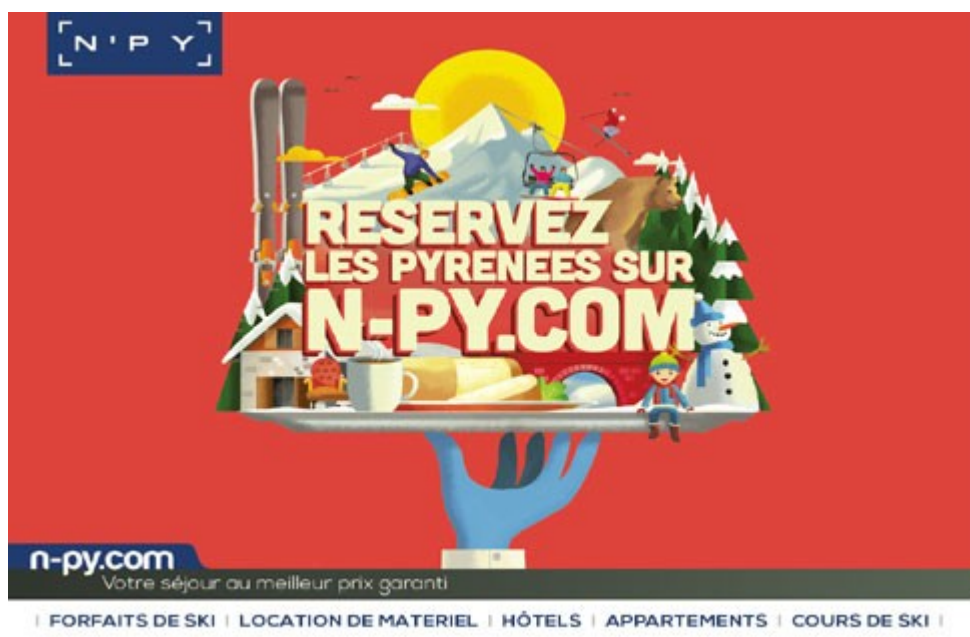 N'PY
RESERVEZ
LES PYRENEES SUR
N-PY.COM
n-py.com
Votre séjour au meilleur prix garanti
| FORFAITS DE SKI | LOCATION DE MATERIEL | HÔTELS | APPARTEMENTS | COURS DE SKI |